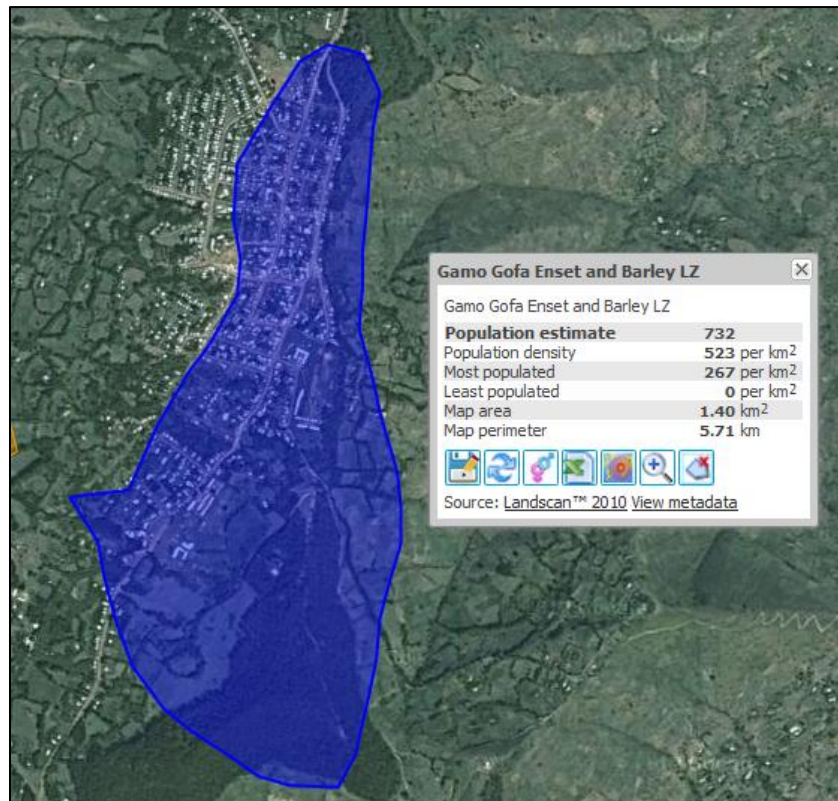 Gamo Gofa Enset and Barley LZ
Gamo Gofa Enset and Barley LZ
Population estimate 732
Population density 523 per km2
Most populated 267 per km2
Least populated 0 per km2
Map area 1.40 km2
Map perimeter 5.71 km
Source: Landscan™ 2010 View metadata